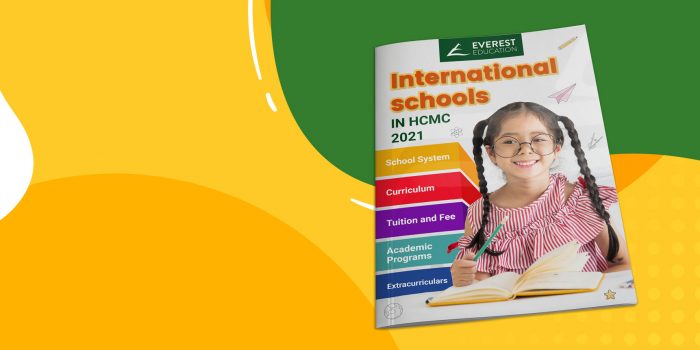 EVEREST
EDUCATION
International
schools
IN HCMC
2021
School System
Curriculum
Tuition and Fee
Academic
Programs
Extracurriculars